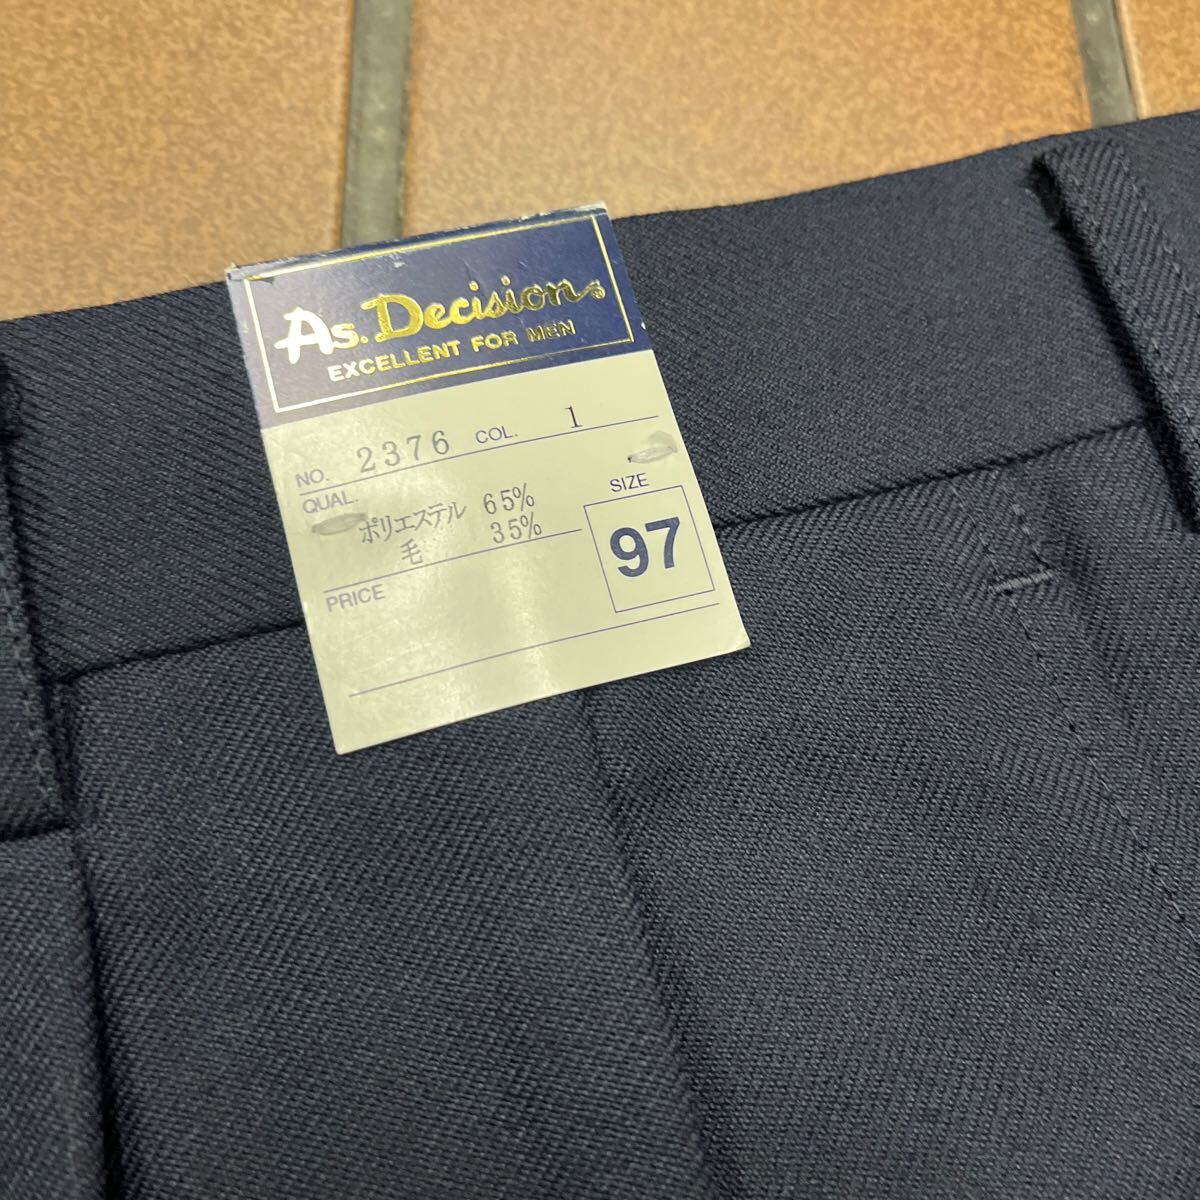 As. Decision
EXCELLENT FOR MEN
NO. 2376 COL. 1
QUAL.
ポリエステル 65%
毛 35%
SIZE
97
PRICE